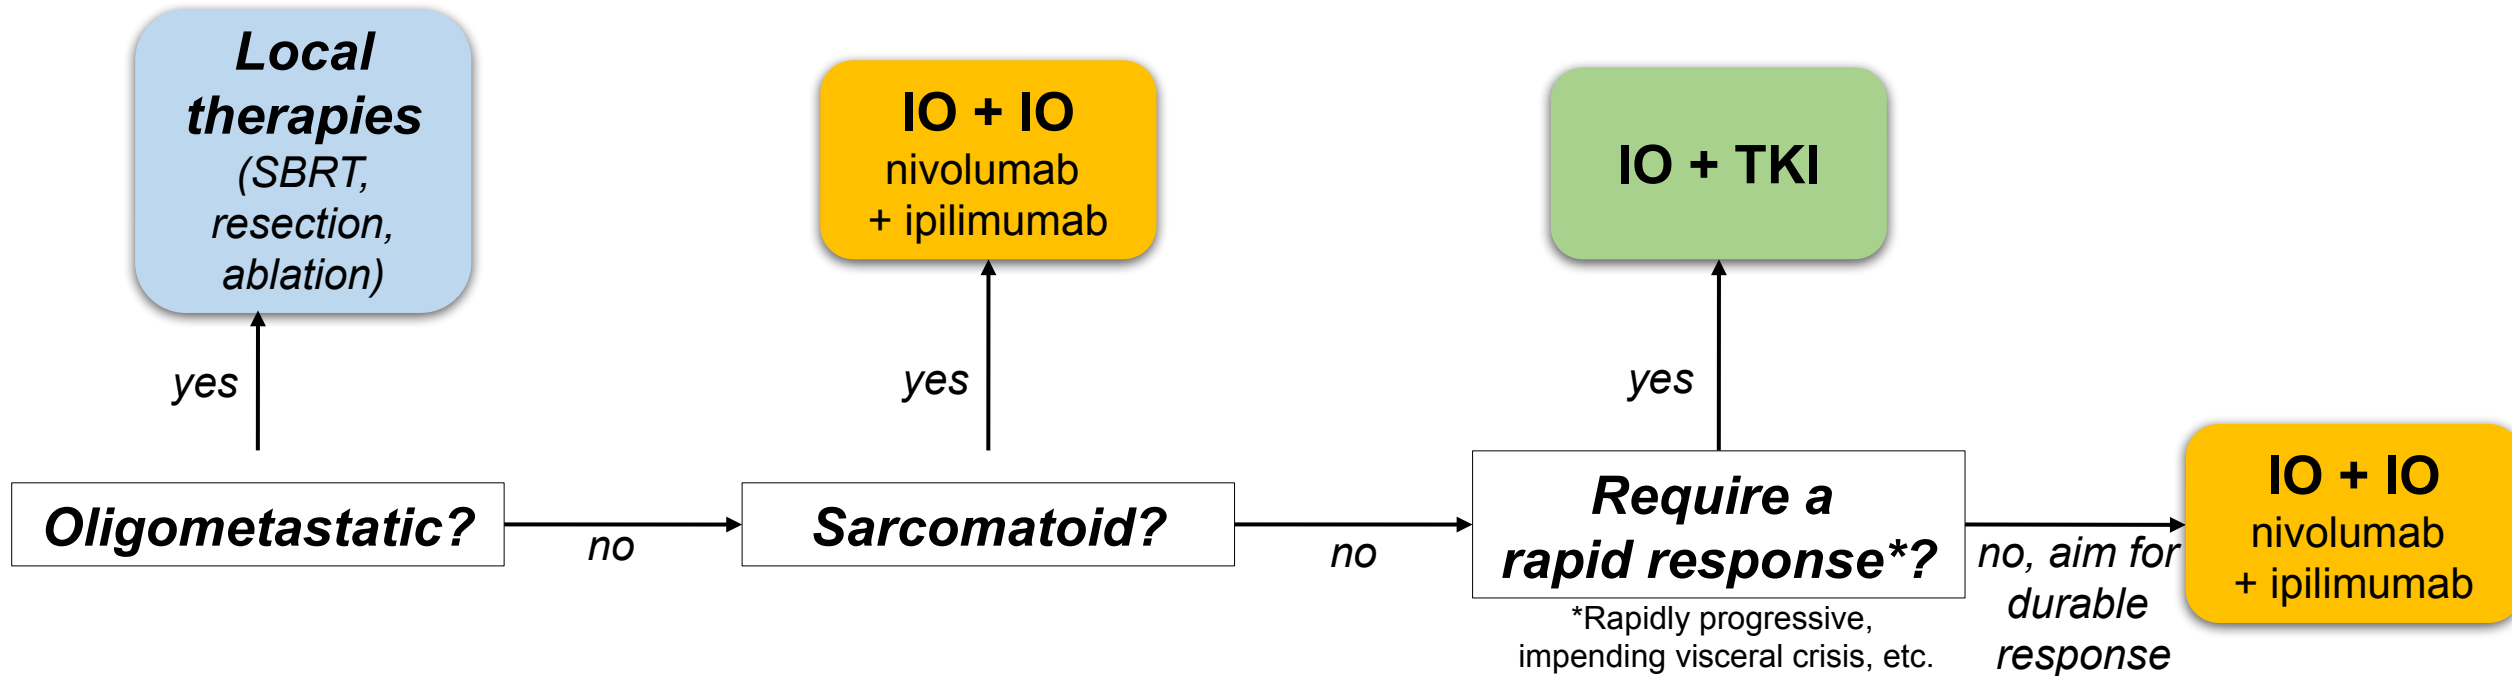 Local
therapies
(SBRT,
resection,
ablation)
IO + IO
nivolumab
+ ipilimumab
IO + TKI
yes
yes
yes
Oligometastatic?
no
Sarcomatoid?
no
Require a
rapid response*?
*Rapidly progressive,
impending visceral crisis, etc.
no, aim for
durable
response
IO + IO
nivolumab
+ ipilimumab